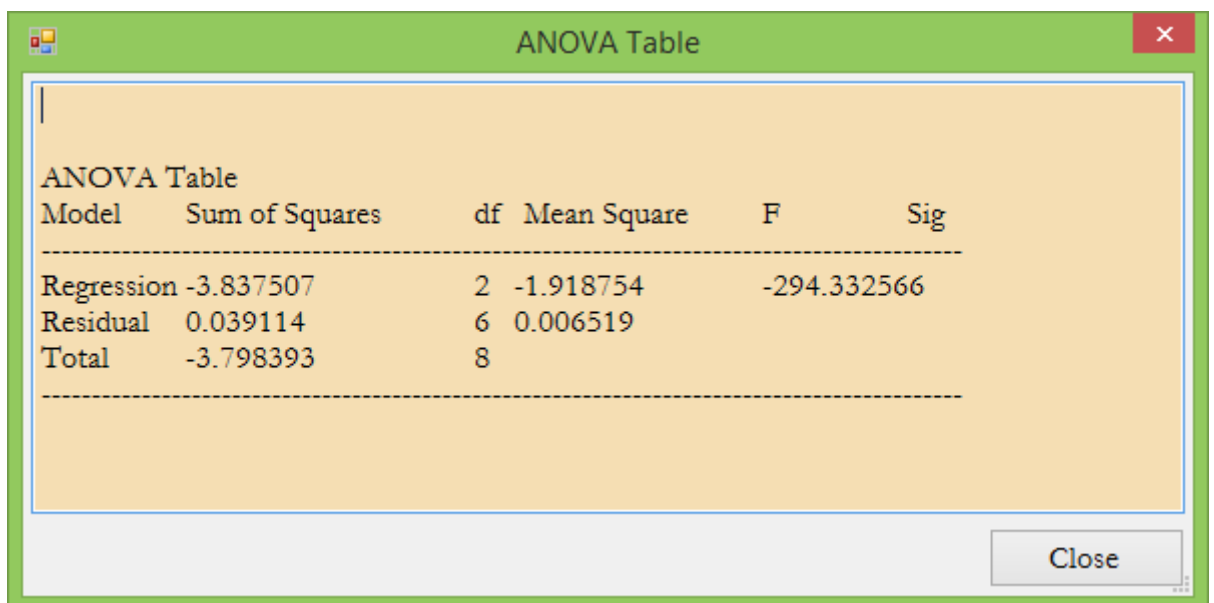 ANOVA Table
ANOVA Table
Model Sum of Squares df Mean Square F Sig
--------------------------------------------------------------------------------------------
Regression -3.837507 2 -1.918754 -294.332566
Residual 0.039114 6 0.006519
Total -3.798393 8
--------------------------------------------------------------------------------------------
Close